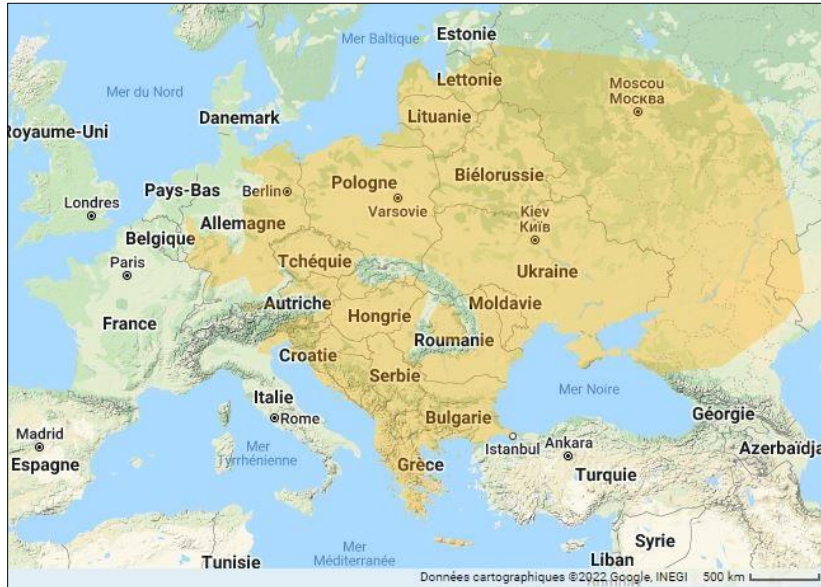 Estonie
Mer Baltique
Lettonie
Moscou
Москва
Mer du Nord
Danemark
Lituanie
Royaume-Uni
Biélorussie
Pays-Bas
Berlin
Pologne
Londres
Varsovie
Kiev
Київ
Allemagne
Belgique
Tchéquie
Ukraine
Paris
Autriche
Moldavie
France
Hongrie
Roumanie
Croatie
Serbie
Mer Noire
Italie
Rome
Bulgarie
Géorgie
Madrid
Mer
Tyrrhénienne
Istanbul
Ankara
Azerbaïdja
Espagne
Grèce
Turquie
Syrie
Tunisie
Mer
Méditerranée
Liban
Données cartographiques ©2022 Google, INEGI 500 km